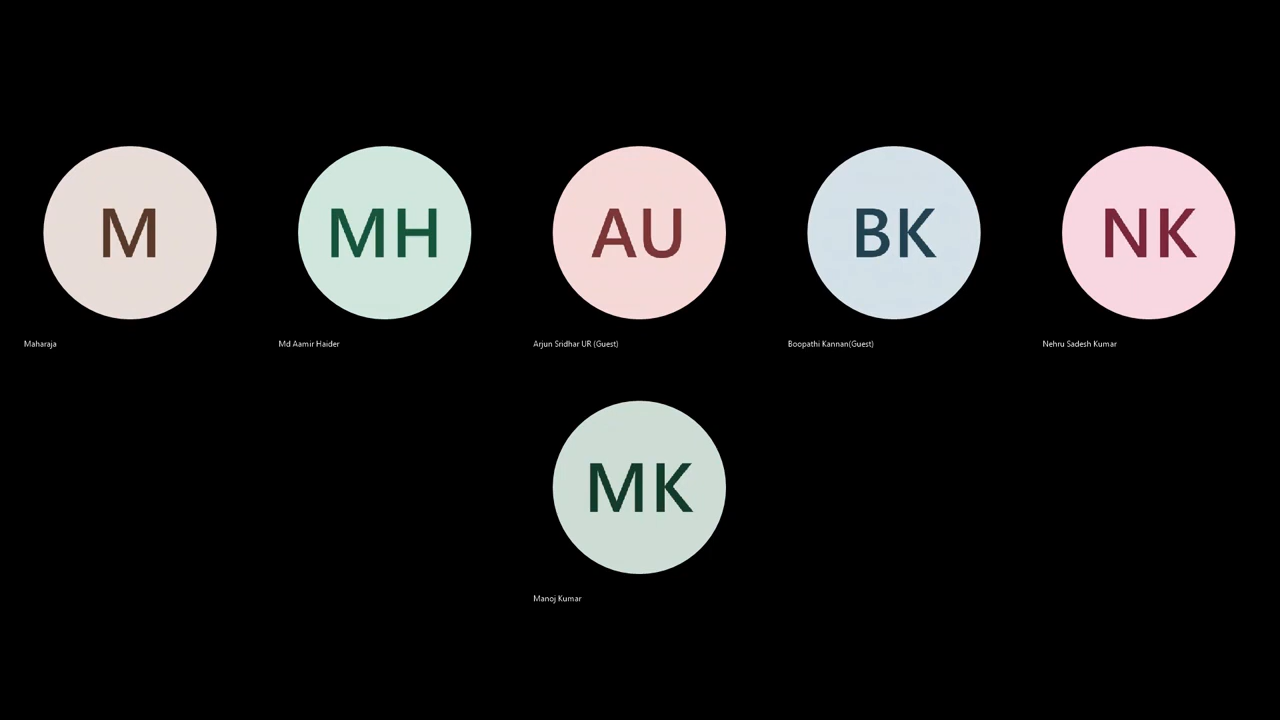 M
MH
AU
BK
NK
Maharaja
Md Aamir Haider
Arjun Sridhar UR (Guest)
Boopathi Kannan(Guest)
Nehru Sadesh Kumar
MK
Manoj Kumar